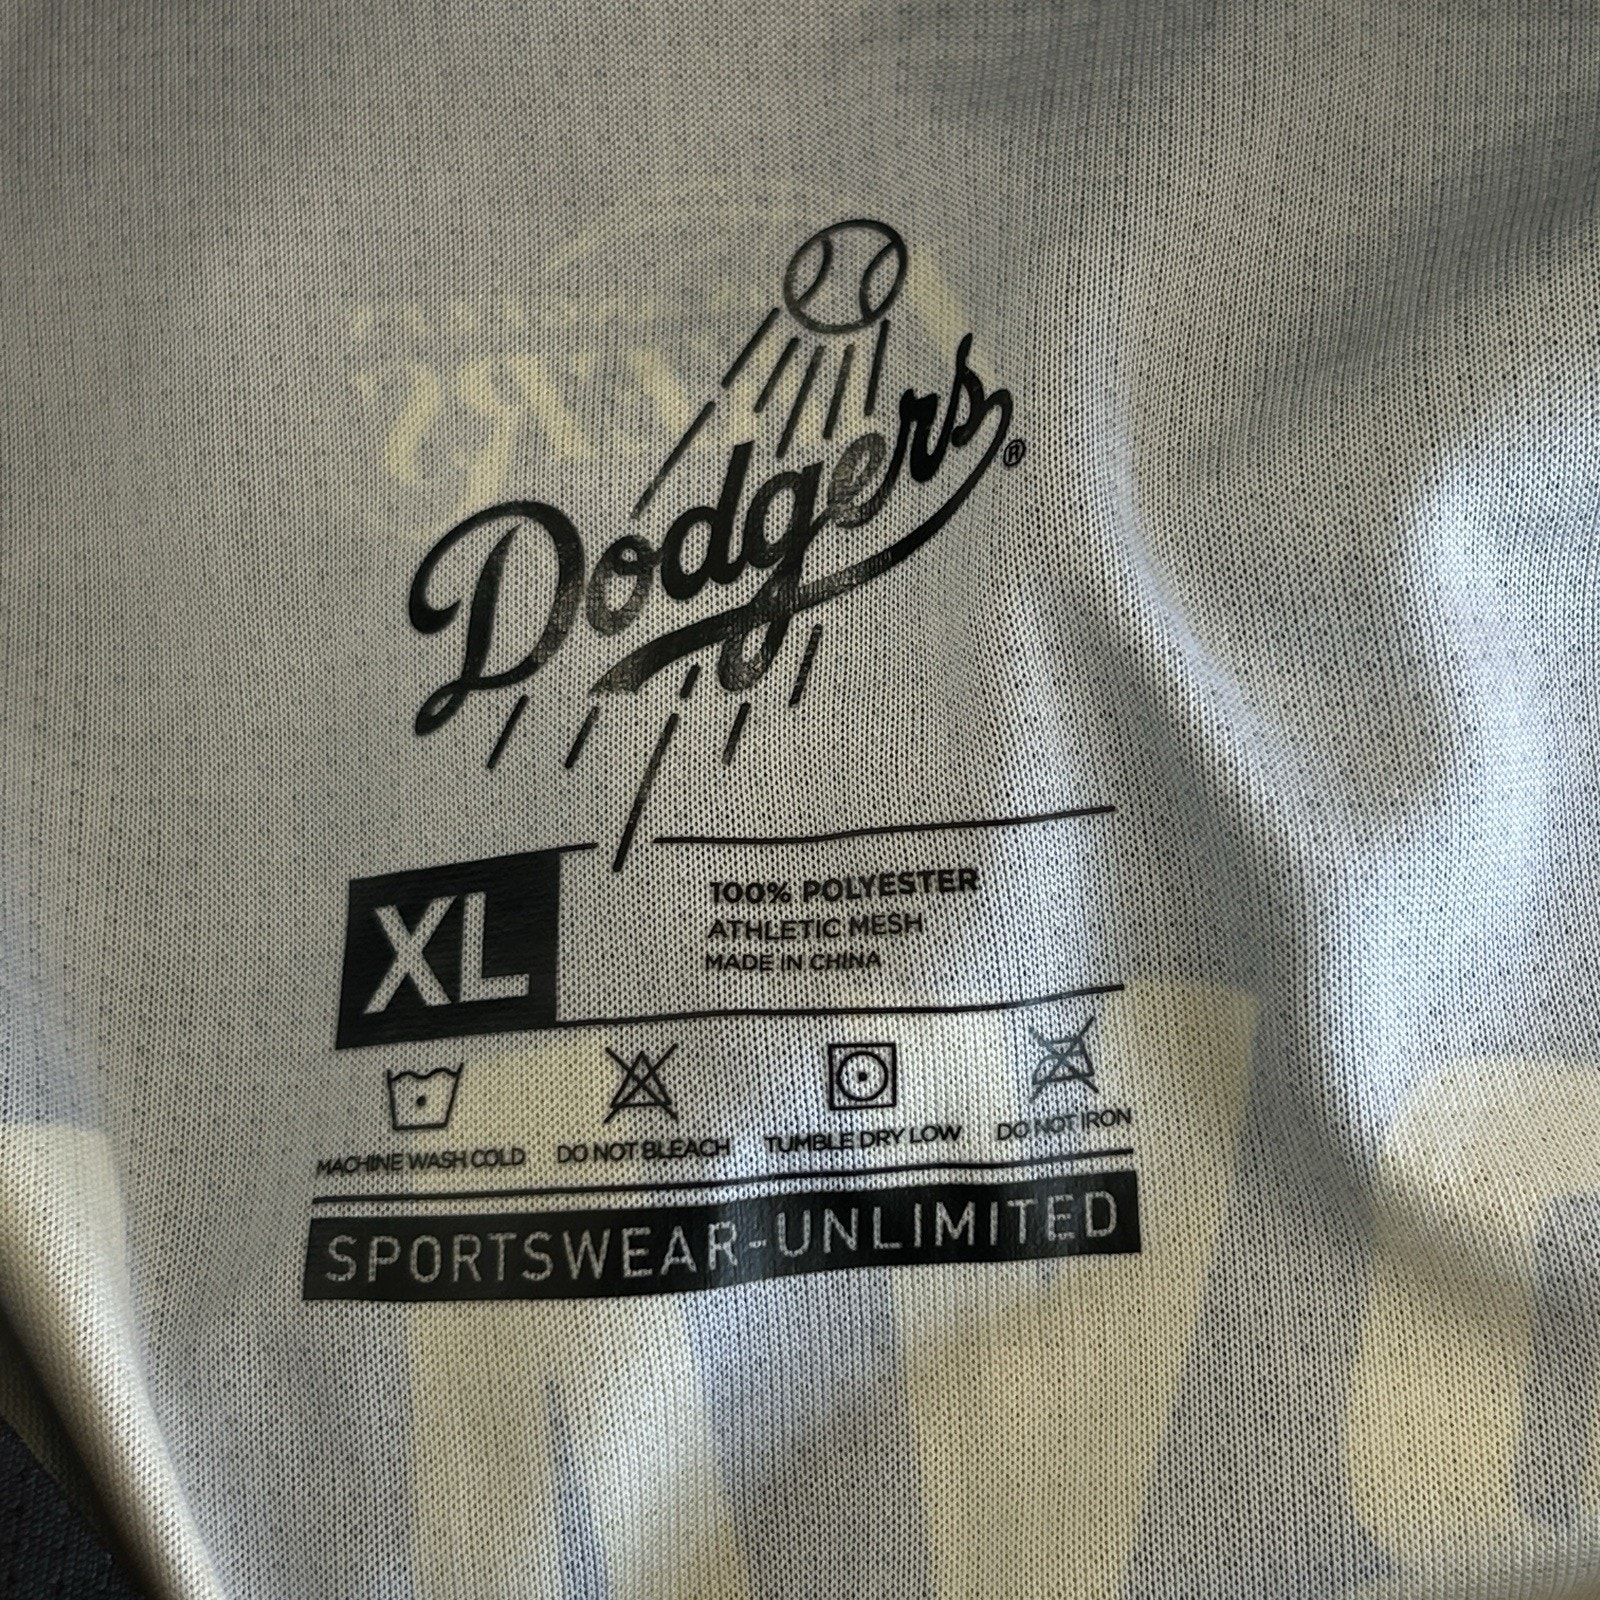 Dodgers®
XL
100% POLYESTER
ATHLETIC MESH
MADE IN CHINA
MACHINE WASH COLD DO NOT BLEACH TUMBLE DRY LOW DO NOT IRON
SPORTSWEAR-UNLIMITED